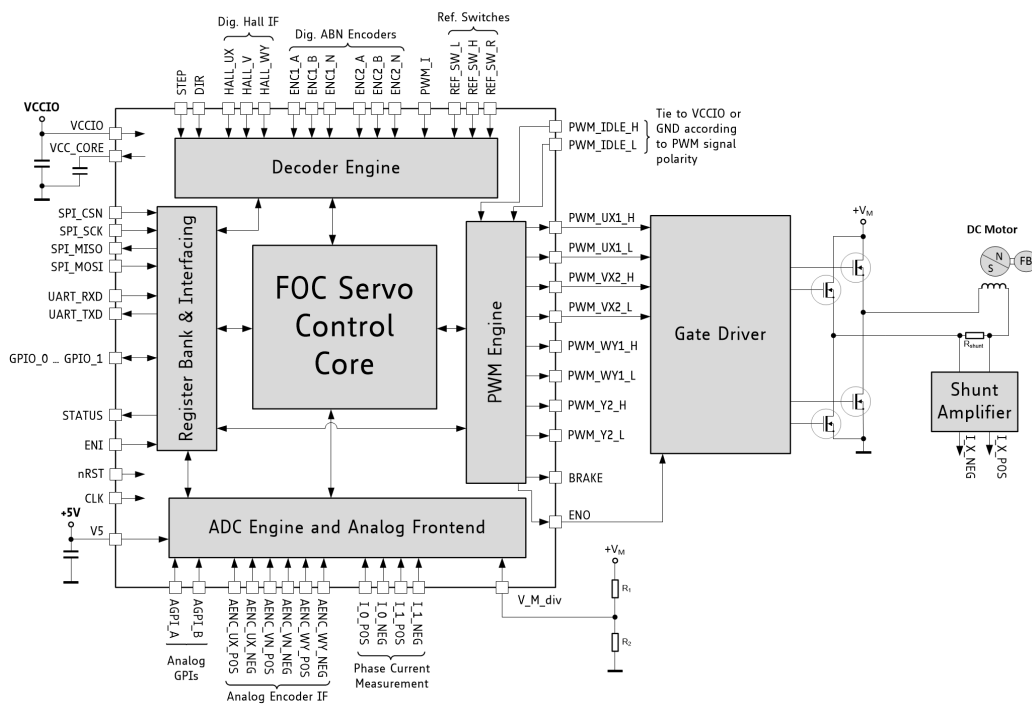 Dig. Hall IF
Dig. ABN Encoders
Ref. Switches
STEP
DIR
HALL_UX
HALL_V
HALL_WY
ENC1_A
ENC1_B
ENC1_N
ENC2_A
ENC2_B
ENC2_N
PWM_I
REF_SW_L
REF_SW_H
REF_SW_R
VCCIO
VCCIO
VCC_CORE
Decoder Engine
PWM_IDLE_H
PWM_IDLE_L
Tie to VCCIO or
GND according
to PWM signal
polarity
SPI_CSN
SPI_SCK
SPI_MISO
SPI_MOSI
UART_RXD
UART_TXD
GPIO_0 ... GPIO_1
STATUS
ENI
nRST
CLK
+5V
V5
Register Bank & Interfacing
FOC Servo
Control
Core
PWM Engine
PWM_UX1_H
PWM_UX1_L
PWM_VX2_H
PWM_VX2_L
PWM_WY1_H
PWM_WY1_L
PWM_Y2_H
PWM_Y2_L
BRAKE
ENO
Gate Driver
+VM
DC Motor
N
S
FB
Rshunt
Shunt
Amplifier
I_X_NEG
I_X_POS
ADC Engine and Analog Frontend
AGPI_A
AGPI_B
AENC_UX_POS
AENC_UX_NEG
AENC_VN_POS
AENC_VN_NEG
AENC_WY_POS
AENC_WY_NEG
I_0_POS
I_0_NEG
I_1_POS
I_1_NEG
V_M_div
+VM
R1
R2
Analog
GPIs
Analog Encoder IF
Phase Current
Measurement